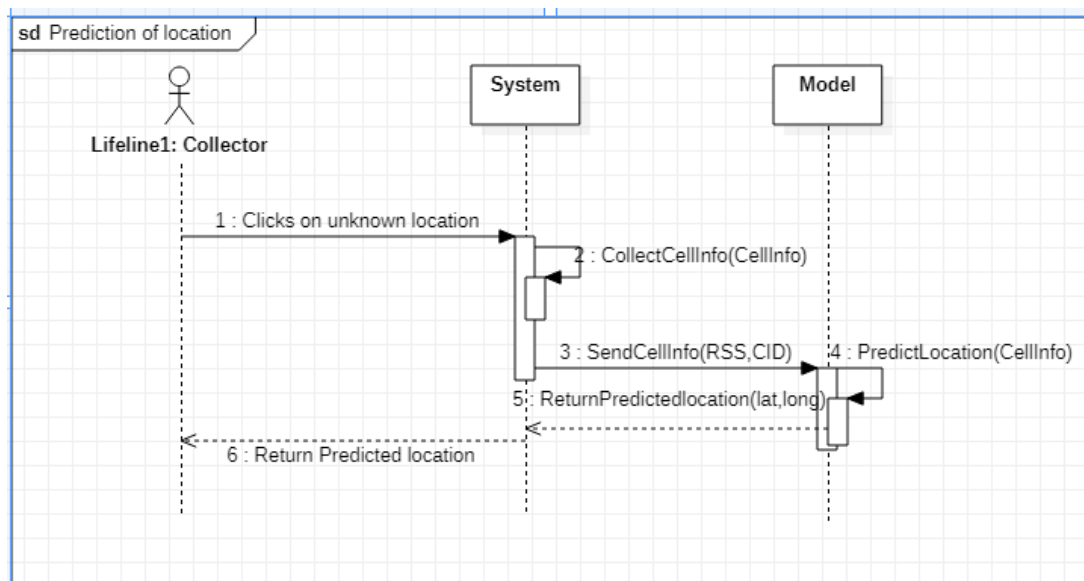 sd Prediction of location
System
Model
Lifeline1: Collector
1 : Clicks on unknown location
2 : CollectCellInfo(CellInfo)
3 : SendCellInfo(RSS,CID)
4 : PredictLocation(CellInfo)
5 : ReturnPredictedlocation(lat,long)
6 : Return Predicted location